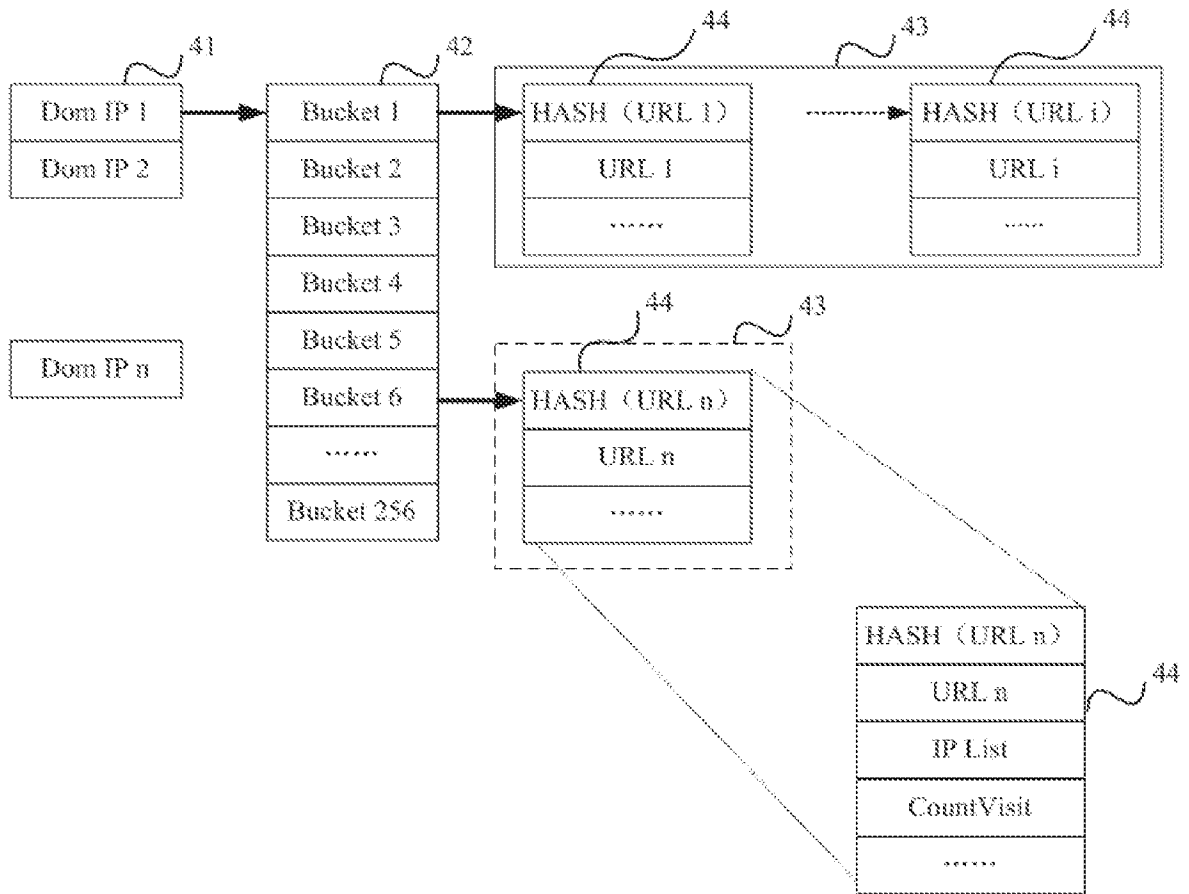 41
42
44
43
44
Dom IP 1
Dom IP 2
Dom IP n
Bucket 1
Bucket 2
Bucket 3
Bucket 4
Bucket 5
Bucket 6
······
Bucket 256
HASH（URL 1）
URL 1
······
HASH（URL i）
URL i
······
44
43
HASH（URL n）
URL n
······
HASH（URL n）
URL n
IP List
CountVisit
······
44